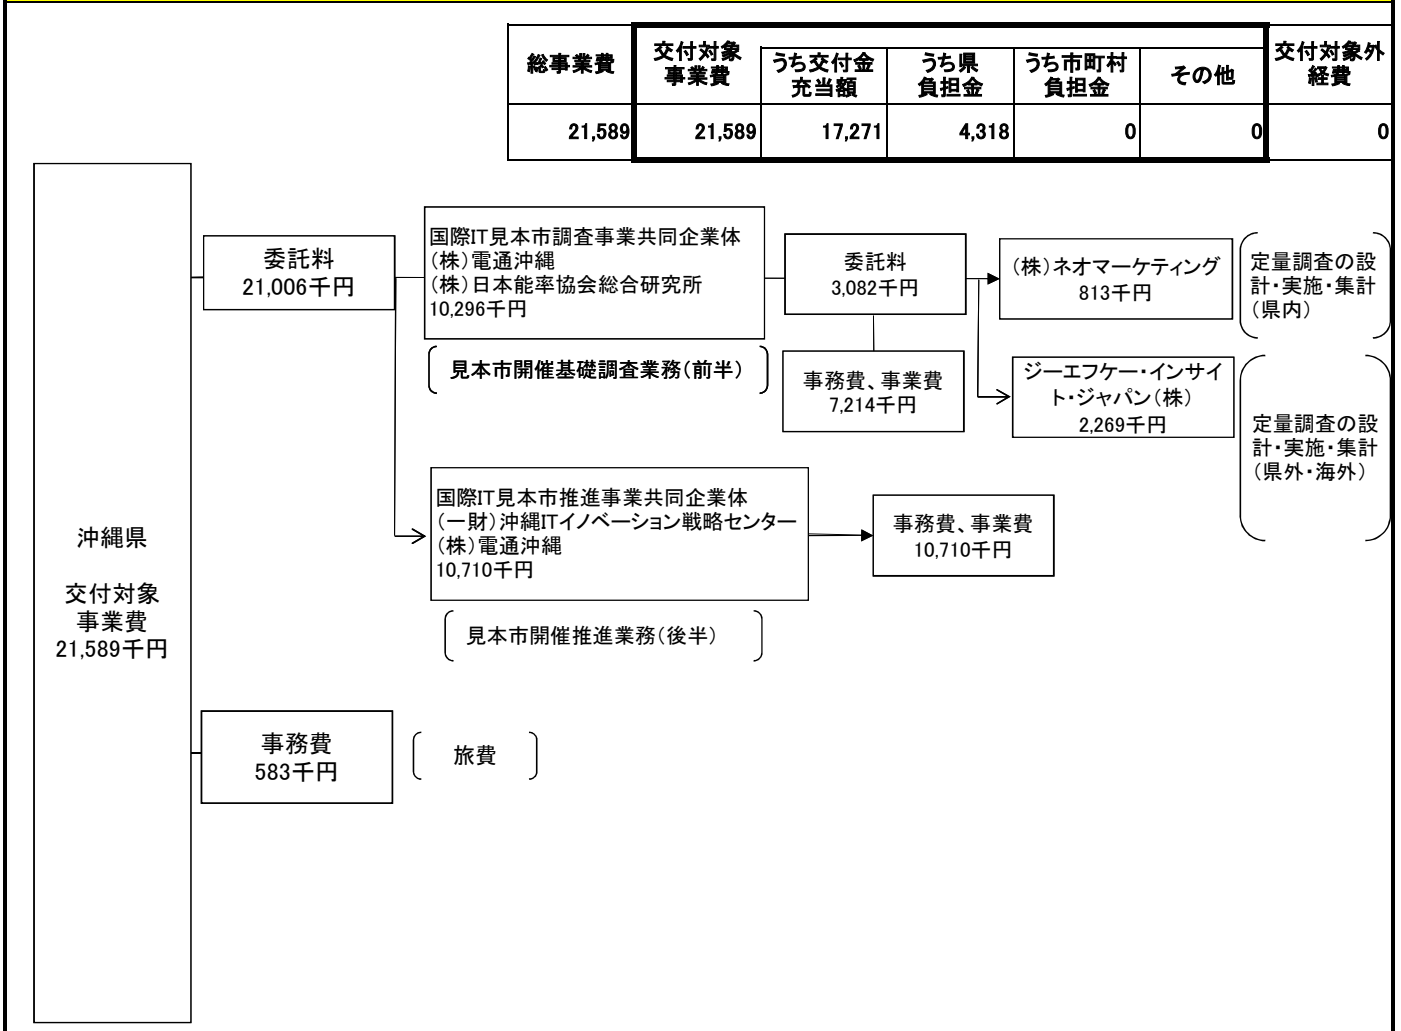 総事業費
交付対象
事業費
うち交付金
充当額
うち県
負担金
うち市町村
負担金
その他
交付対象外
経費
21,589
21,589
17,271
4,318
0
0
0
沖縄県
交付対象
事業費
21,589千円
委託料
21,006千円
国際IT見本市調査事業共同企業体
(株)電通沖縄
(株)日本能率協会総合研究所
10,296千円
見本市開催基礎調査業務(前半)
委託料
3,082千円
事務費、事業費
7,214千円
(株)ネオマーケティング
813千円
定量調査の設
計・実施・集計
(県内)
ジーエフケー・インサイ
ト・ジャパン(株)
2,269千円
定量調査の設
計・実施・集計
(県外・海外)
国際IT見本市推進事業共同企業体
(一財)沖縄ITイノベーション戦略センター
(株)電通沖縄
10,710千円
見本市開催推進業務(後半)
事務費、事業費
10,710千円
事務費
583千円
旅費